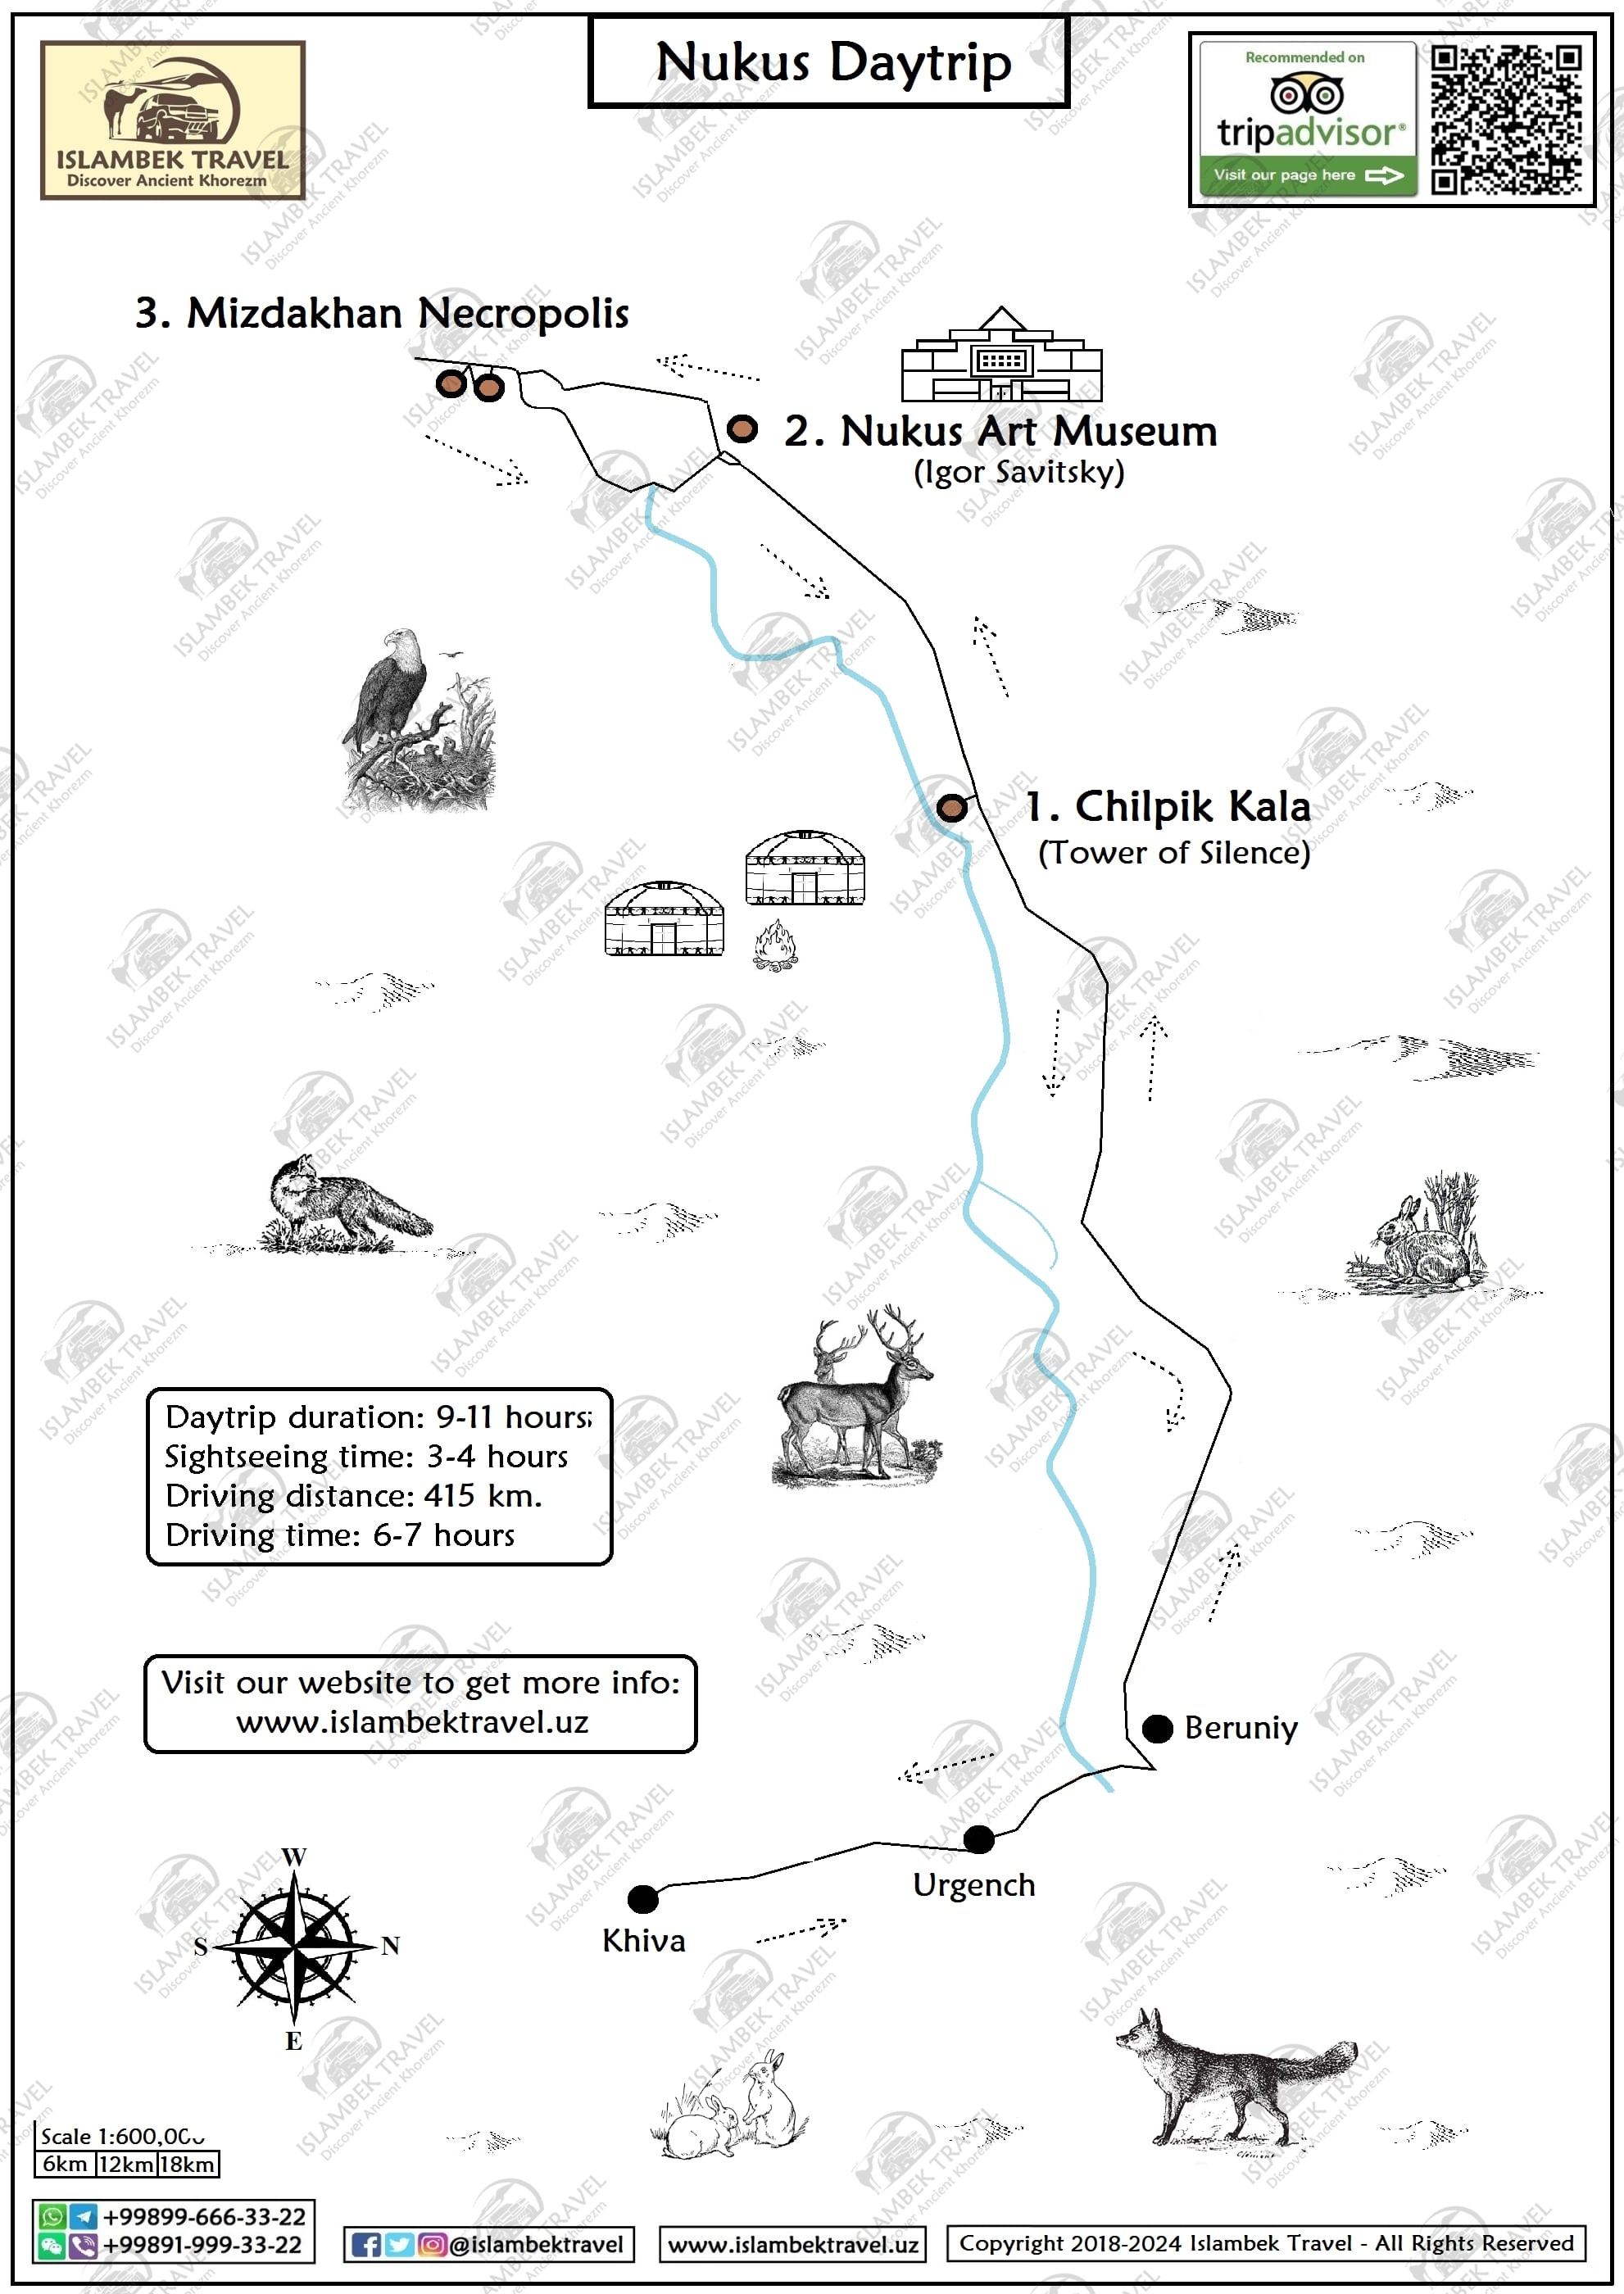 Nukus Daytrip
ISLAMBEK TRAVEL
Discover Ancient Khorezm
Recommended on
tripadvisor®
Visit our page here
3. Mizdakhan Necropolis
2. Nukus Art Museum
(Igor Savitsky)
1. Chilpik Kala
(Tower of Silence)
Daytrip duration: 9-11 hours;
Sightseeing time: 3-4 hours
Driving distance: 415 km.
Driving time: 6-7 hours
Visit our website to get more info:
www.islambektravel.uz
Beruniy
Urgench
Khiva
W
S
N
E
Scale 1:600,000
6km 12km 18km
+99899-666-33-22
+99891-999-33-22
@islambektravel
www.islambektravel.uz
Copyright 2018-2024 Islambek Travel - All Rights Reserved